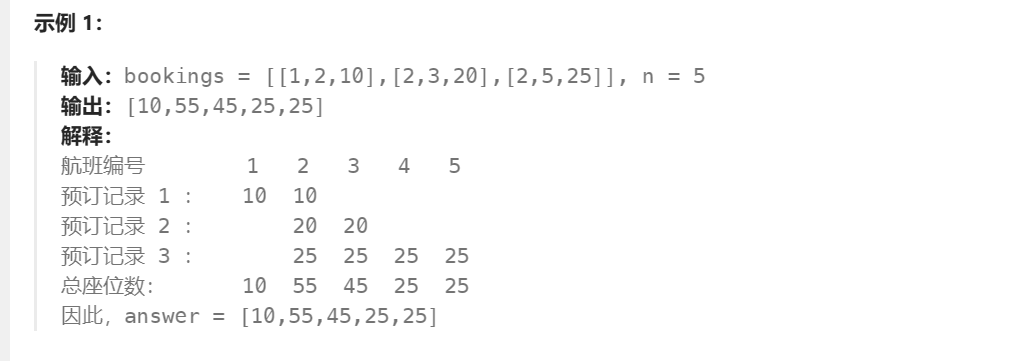 示例 1：
输入：bookings = [[1,2,10],[2,3,20],[2,5,25]], n = 5
输出：[10,55,45,25,25]
解释：
航班编号 1 2 3 4 5
预订记录 1 ： 10 10
预订记录 2 ： 20 20
预订记录 3 ： 25 25 25 25
总座位数： 10 55 45 25 25
因此，answer = [10,55,45,25,25]